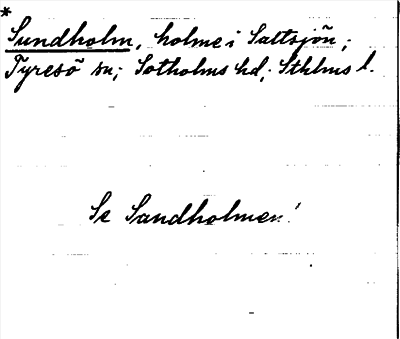 *
Sundholm, holme i Saltsjön;
Tyresö sn; Sotholms hd; Sthlms l.
Se Sandholmen!